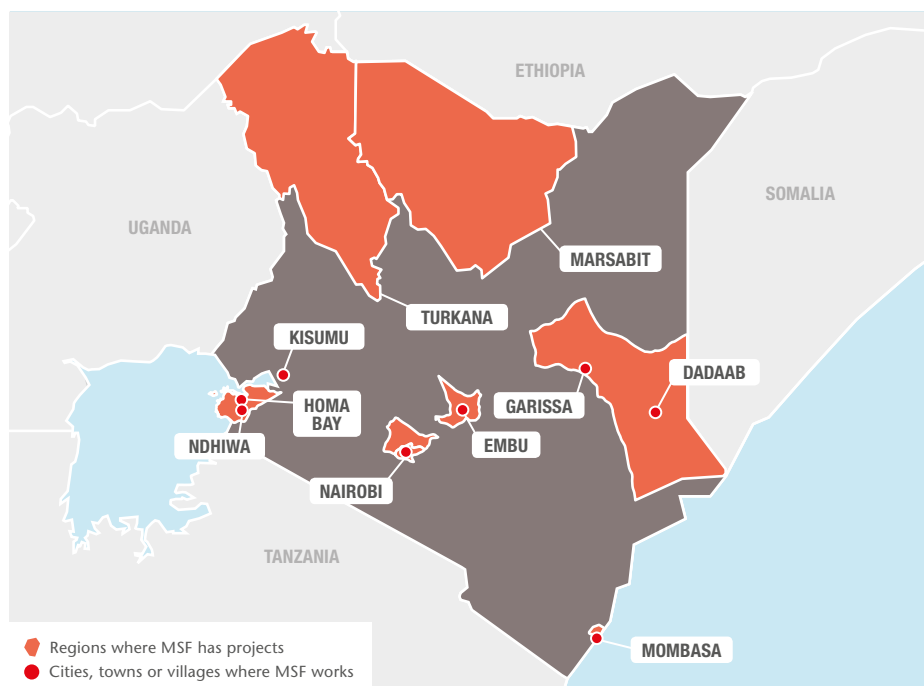 ETHIOPIA
SOMALIA
UGANDA
MARSABIT
TURKANA
KISUMU
DADAAB
HOMA
BAY
GARISSA
NDHIWA
EMBU
NAIROBI
TANZANIA
MOMBASA
Regions where MSF has projects
Cities, towns or villages where MSF works